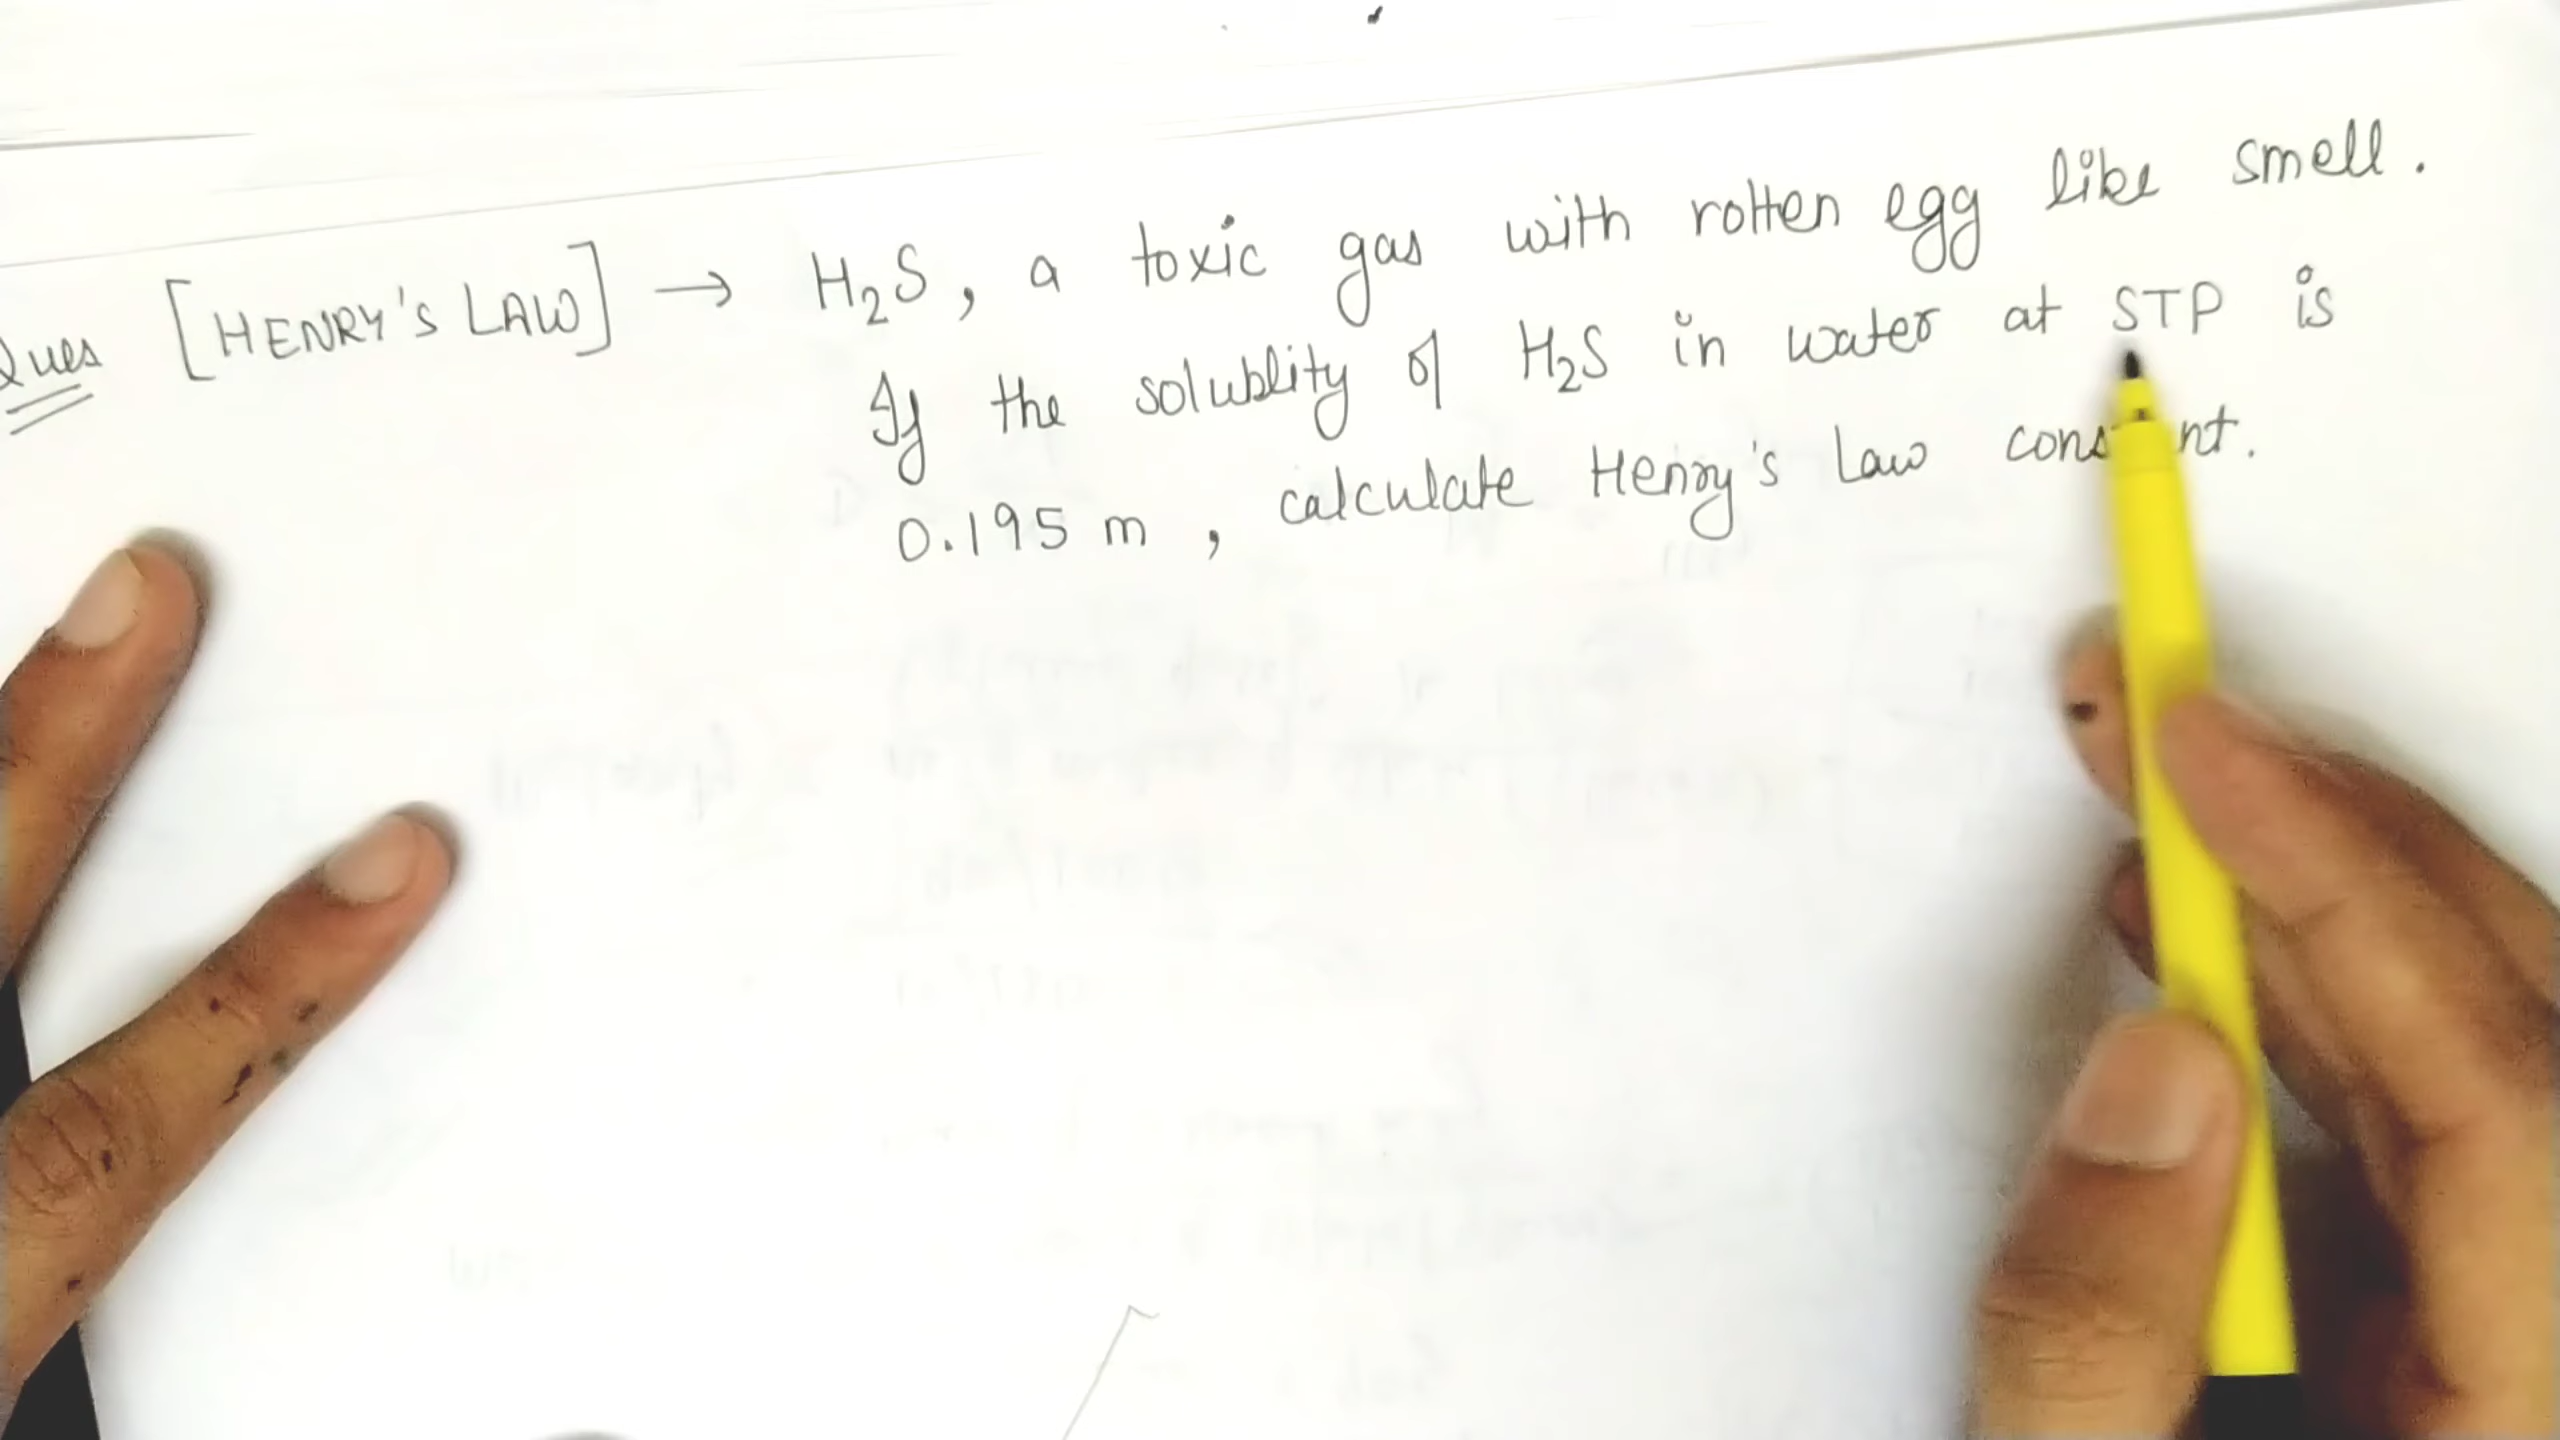 Ques [HENRY'S LAW] → H₂S, a toxic gas with rotten egg like smell.
If the solublity of H₂S in water at STP is
0.195 m, calculate Henry's Law